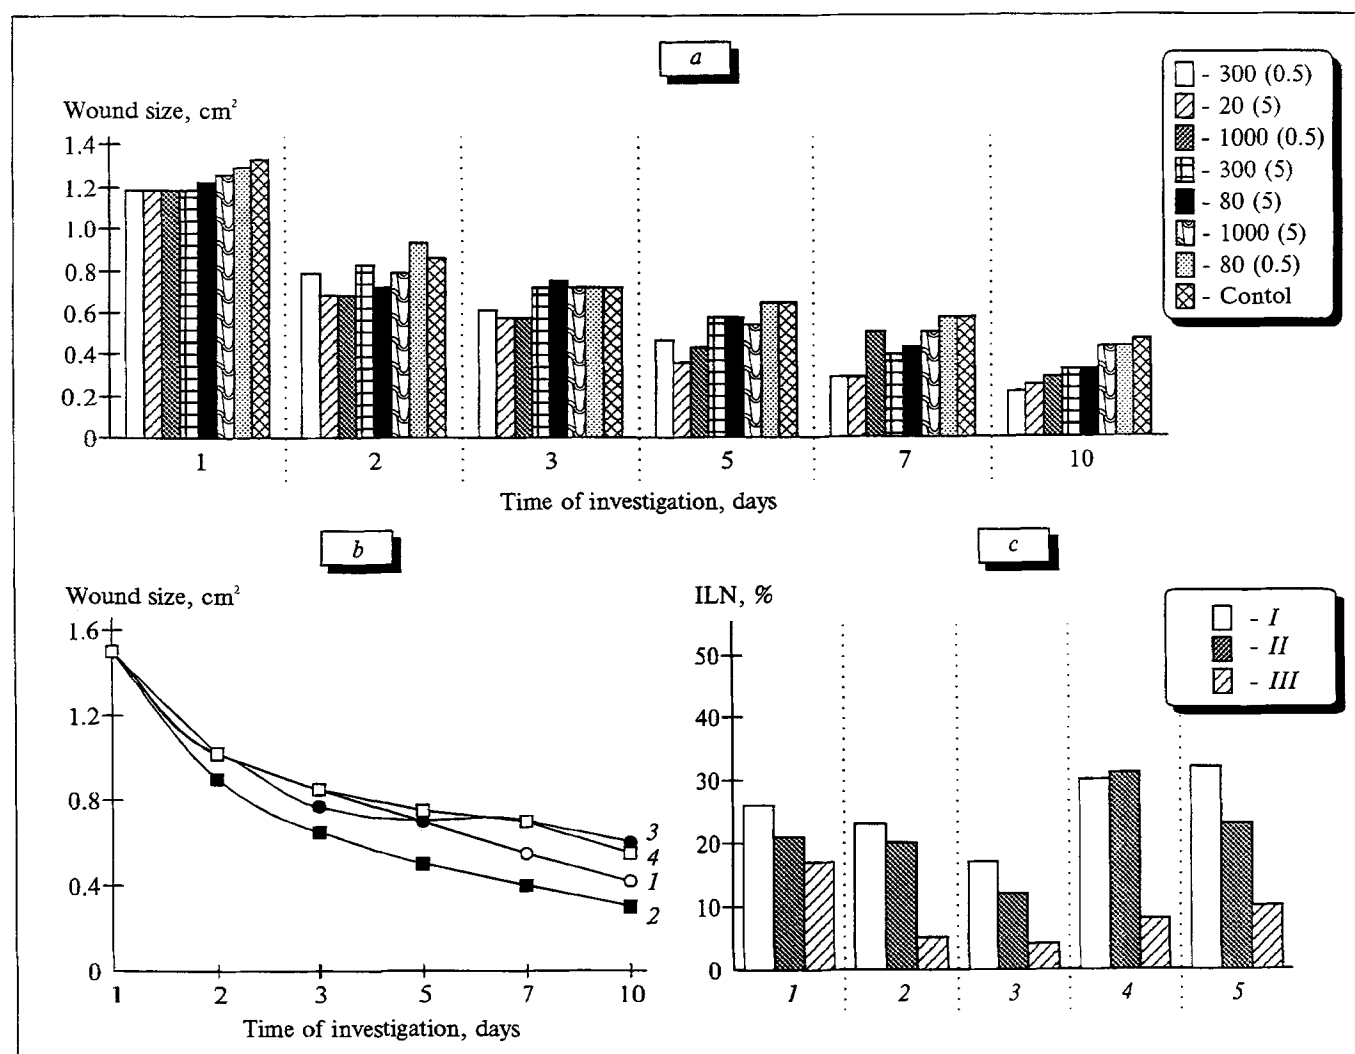 a
Wound size, cm²
1.4
1.2
1.0
0.8
0.6
0.4
0.2
0
1 2 3 5 7 10
Time of investigation, days
- 300 (0.5)
- 20 (5)
- 1000 (0.5)
- 300 (5)
- 80 (5)
- 1000 (5)
- 80 (0.5)
- Contol
b
Wound size, cm²
1.6
1.2
0.8
0.4
0
3
4
1
2
1 2 3 5 7 10
Time of investigation, days
c
ILN, %
50
40
30
20
10
0
1 2 3 4 5
- I
- II
- III